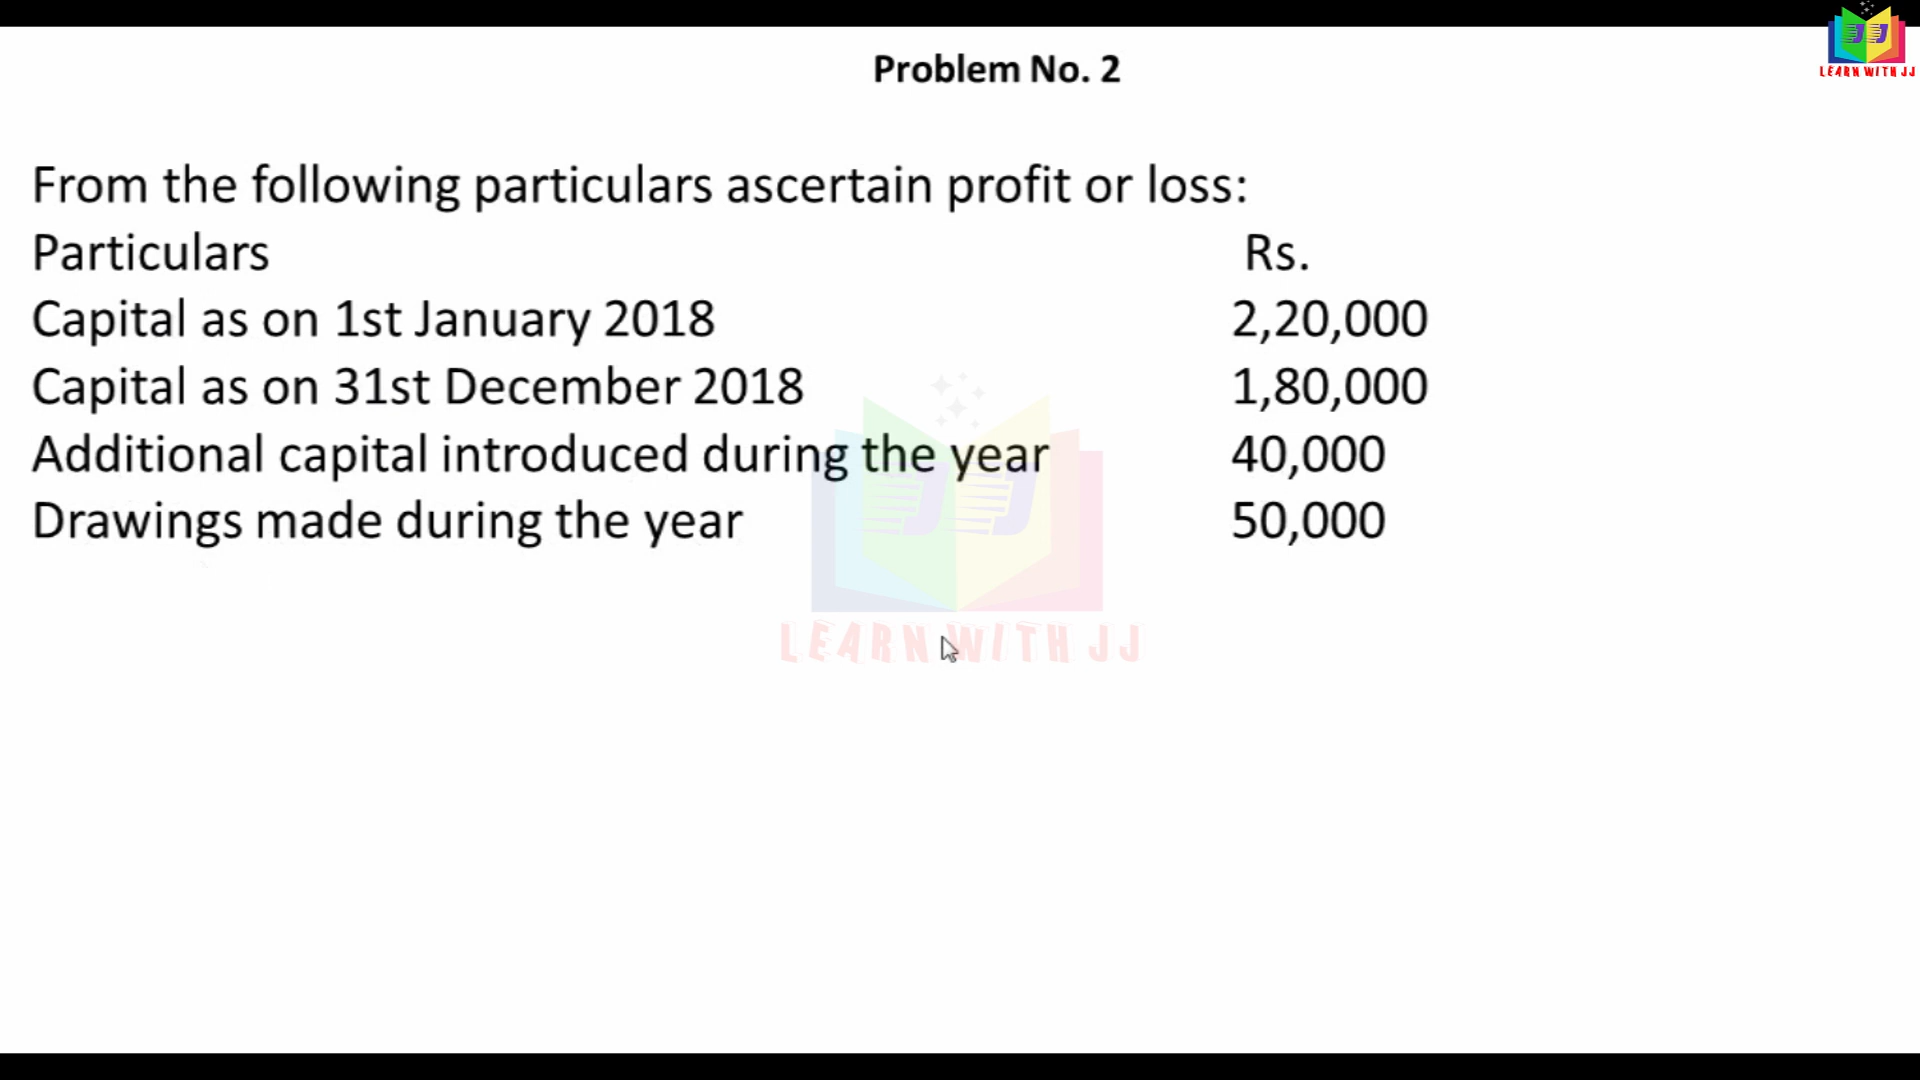 LEARN WITH JJ
Problem No. 2
From the following particulars ascertain profit or loss:
Particulars Rs.
Capital as on 1st January 2018 2,20,000
Capital as on 31st December 2018 1,80,000
Additional capital introduced during the year 40,000
Drawings made during the year 50,000
JJ
LEARN WITH JJ